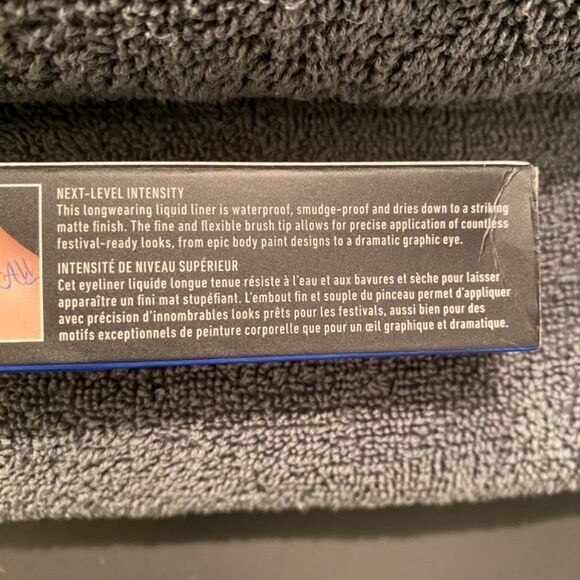 NEXT-LEVEL INTENSITY
This longwearing liquid liner is waterproof, smudge-proof and dries down to a striking
matte finish. The fine and flexible brush tip allows for precise application of countless
festival-ready looks, from epic body paint designs to a dramatic graphic eye.
INTENSITÉ DE NIVEAU SUPÉRIEUR
Cet eyeliner liquide longue tenue résiste à l'eau et aux bavures et sèche pour laisser
apparaître un fini mat stupéfiant. L'embout fin et souple du pinceau permet d'appliquer
avec précision d'innombrables looks prêts pour les festivals, aussi bien pour des
motifs exceptionnels de peinture corporelle que pour un œil graphique et dramatique.